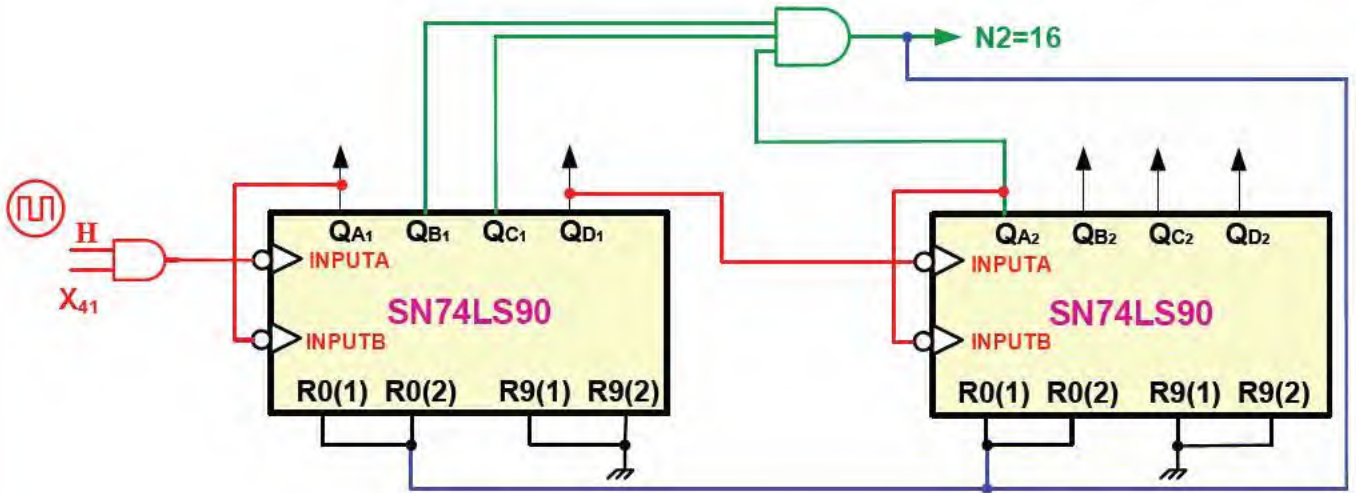 N2=16
H
X41
QA1 QB1 QC1 QD1
INPUTA
SN74LS90
INPUTB
R0(1) R0(2) R9(1) R9(2)
QA2 QB2 QC2 QD2
INPUTA
SN74LS90
INPUTB
R0(1) R0(2) R9(1) R9(2)